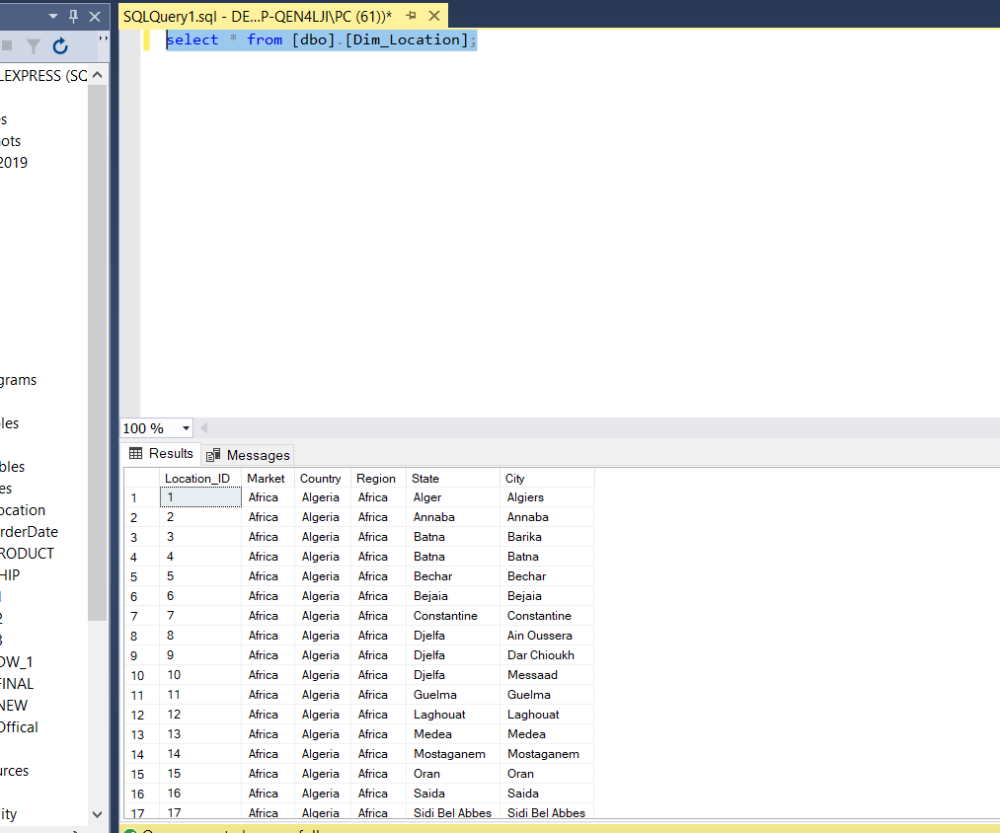 SQLQuery1.sql - DE...P-QEN4LJI\PC (61))*
select * from [dbo].[Dim_Location];
LEXPRESS (SQ
es
ots
2019
grams
les
bles
es
ocation
rderDate
RODUCT
HIP
2
OW_1
FINAL
NEW
Offical
urces
ity
100 %
Results Messages
Location_ID Market Country Region State City
1 1 Africa Algeria Africa Alger Algiers
2 2 Africa Algeria Africa Annaba Annaba
3 3 Africa Algeria Africa Batna Barika
4 4 Africa Algeria Africa Batna Batna
5 5 Africa Algeria Africa Bechar Bechar
6 6 Africa Algeria Africa Bejaia Bejaia
7 7 Africa Algeria Africa Constantine Constantine
8 8 Africa Algeria Africa Djelfa Ain Oussera
9 9 Africa Algeria Africa Djelfa Dar Chioukh
10 10 Africa Algeria Africa Djelfa Messaad
11 11 Africa Algeria Africa Guelma Guelma
12 12 Africa Algeria Africa Laghouat Laghouat
13 13 Africa Algeria Africa Medea Medea
14 14 Africa Algeria Africa Mostaganem Mostaganem
15 15 Africa Algeria Africa Oran Oran
16 16 Africa Algeria Africa Saida Saida
17 17 Africa Algeria Africa Sidi Bel Abbes Sidi Bel Abbes